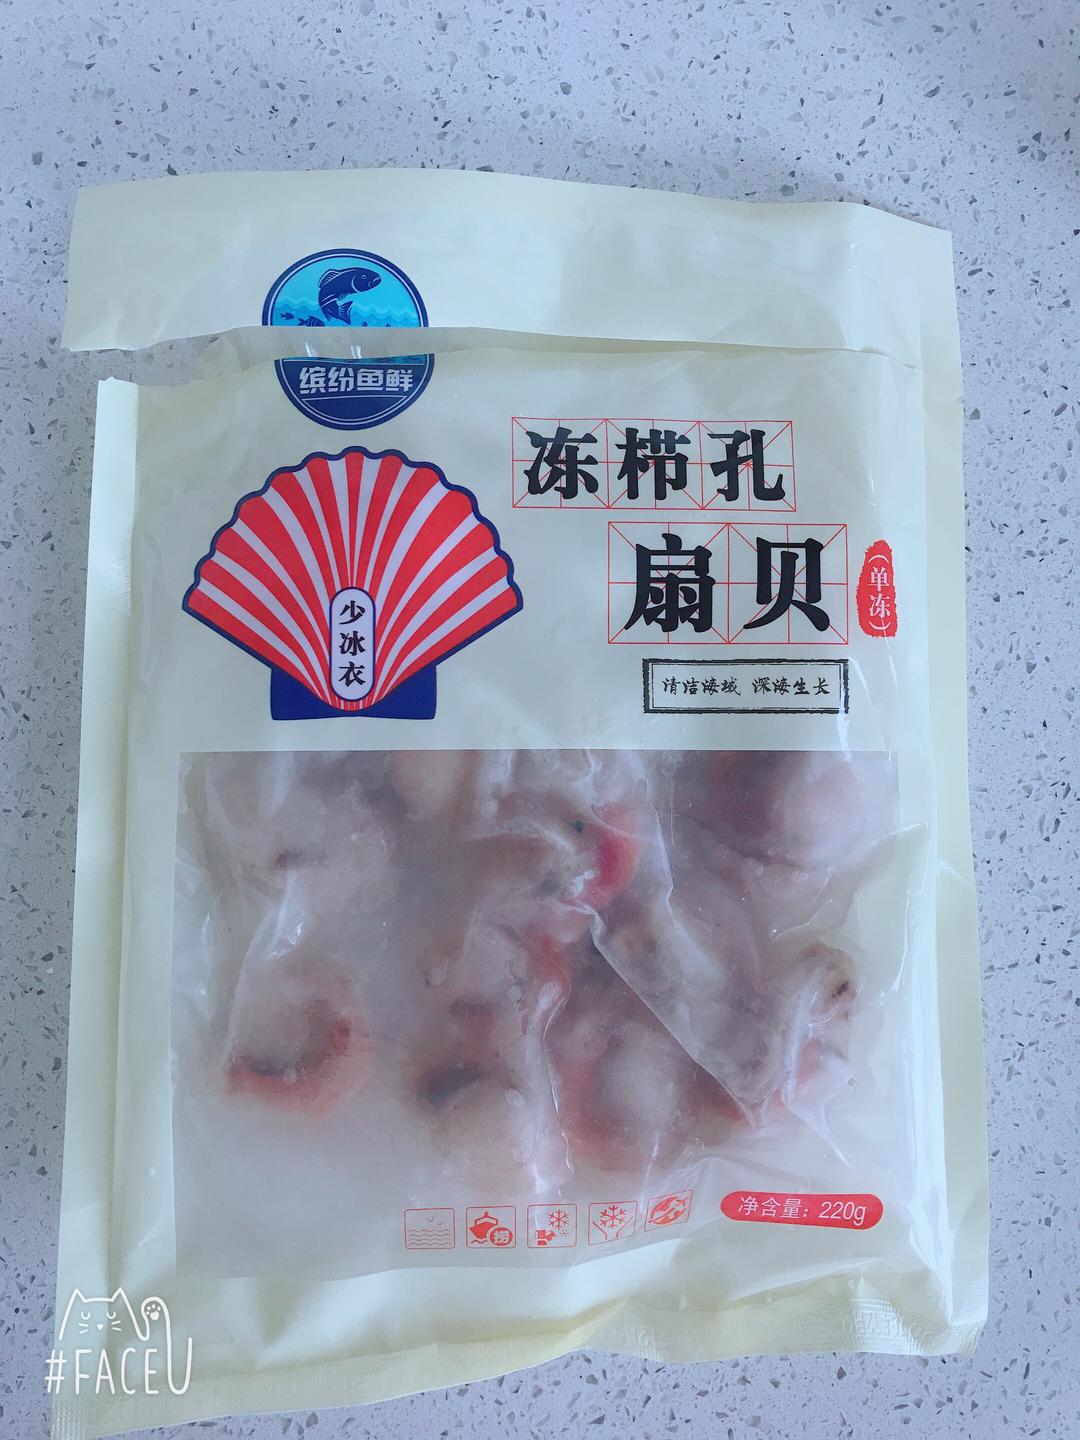 缤纷鱼鲜
冻栉孔
扇贝
(单冻)
少冰衣
清洁海域 深海生长
捞
净含量：220g
#FACEU